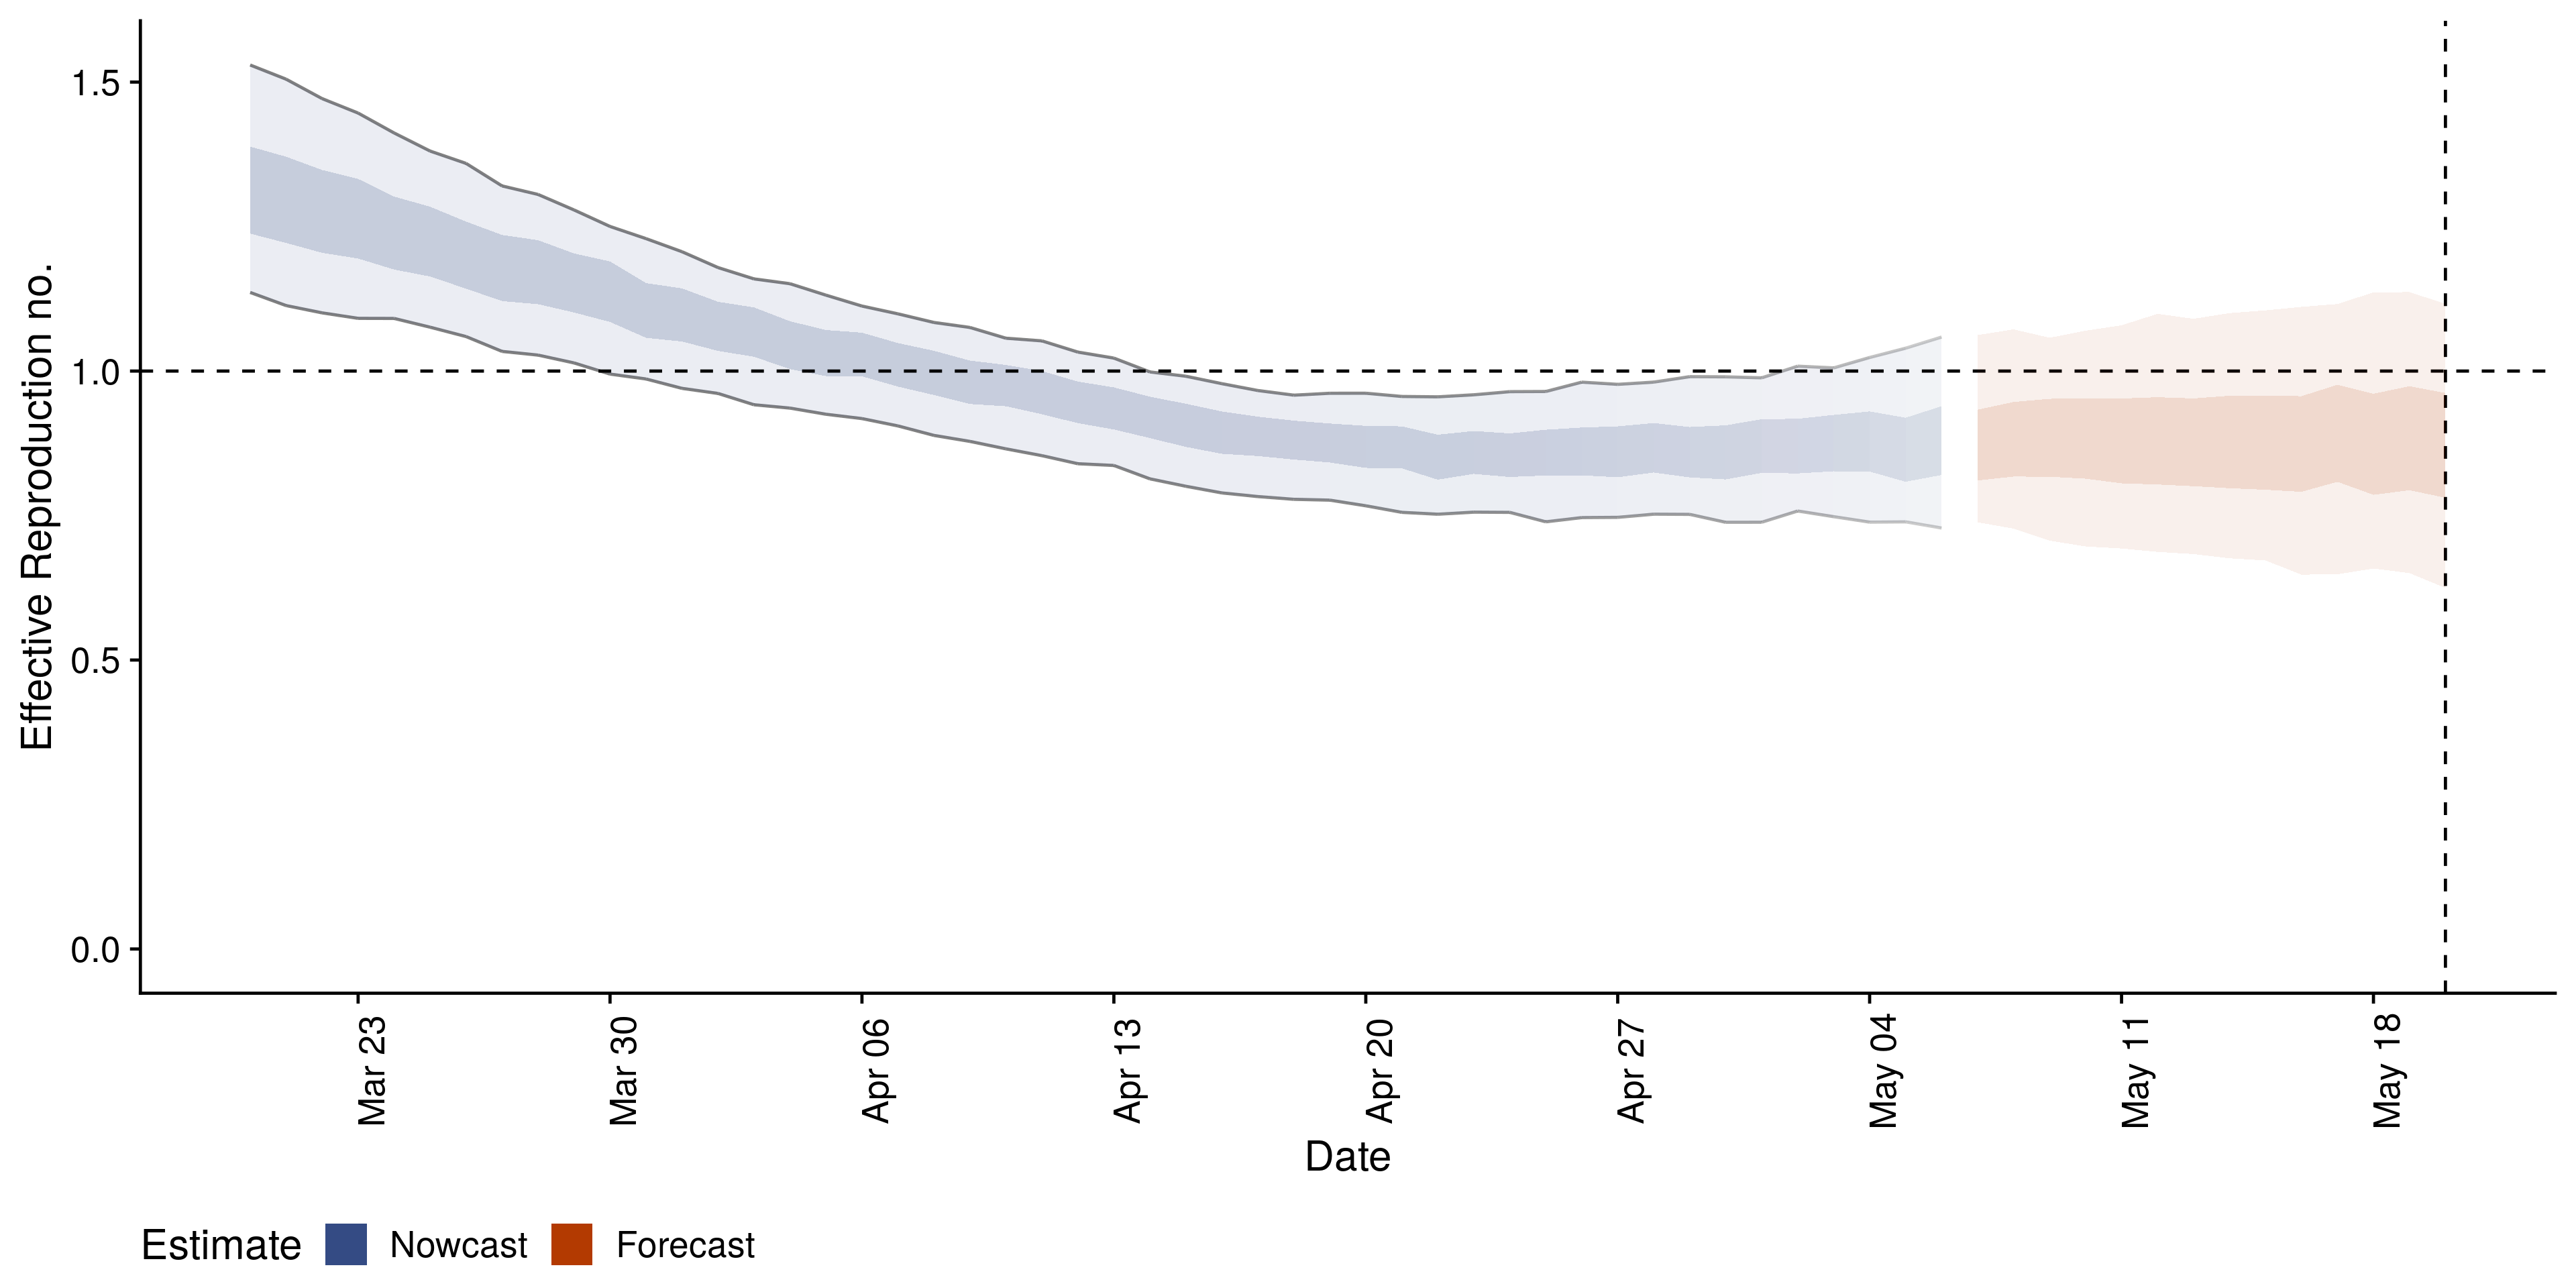 Effective Reproduction no.
1.5
1.0
0.5
0.0
Mar 23
Mar 30
Apr 06
Apr 13
Apr 20
Apr 27
May 04
May 11
May 18
Date
Estimate Nowcast Forecast